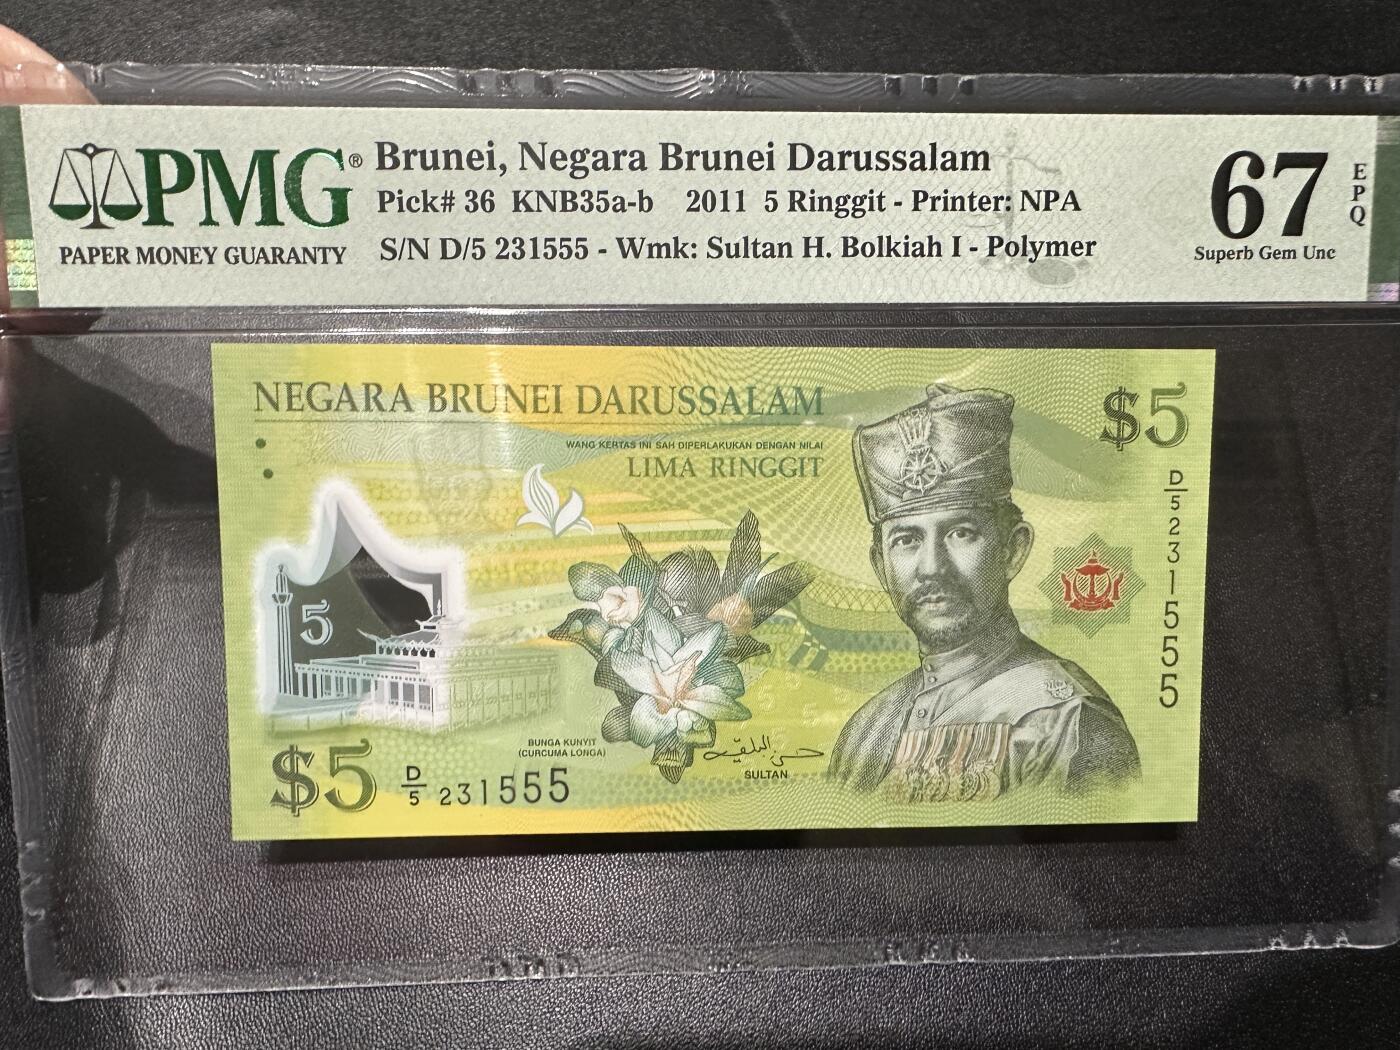 PMG®
PAPER MONEY GUARANTY
Brunei, Negara Brunei Darussalam
Pick# 36 KNB35a-b 2011 5 Ringgit - Printer: NPA
S/N D/5 231555 - Wmk: Sultan H. Bolkiah I - Polymer
67
EPQ
Superb Gem Unc
NEGARA BRUNEI DARUSSALAM
$5
WANG KERTAS INI SAH DIPERLAKUKAN DENGAN NILAI
LIMA RINGGIT
D/5 231555
5
BUNGA KUNYIT
(CURCUMA LONGA)
SULTAN
$5
D/5 231555